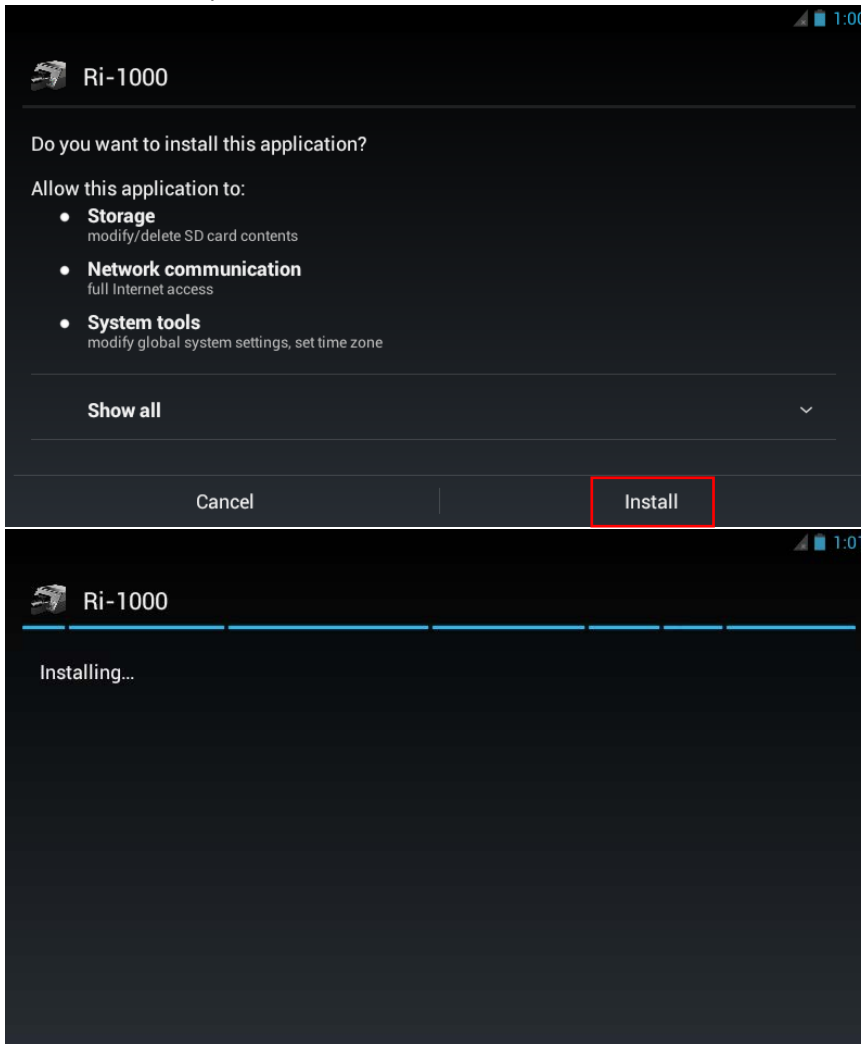 1:00
Ri-1000
Do you want to install this application?
Allow this application to:
Storage
modify/delete SD card contents
Network communication
full Internet access
System tools
modify global system settings, set time zone
Show all
Cancel
Install
1:01
Ri-1000
Installing...